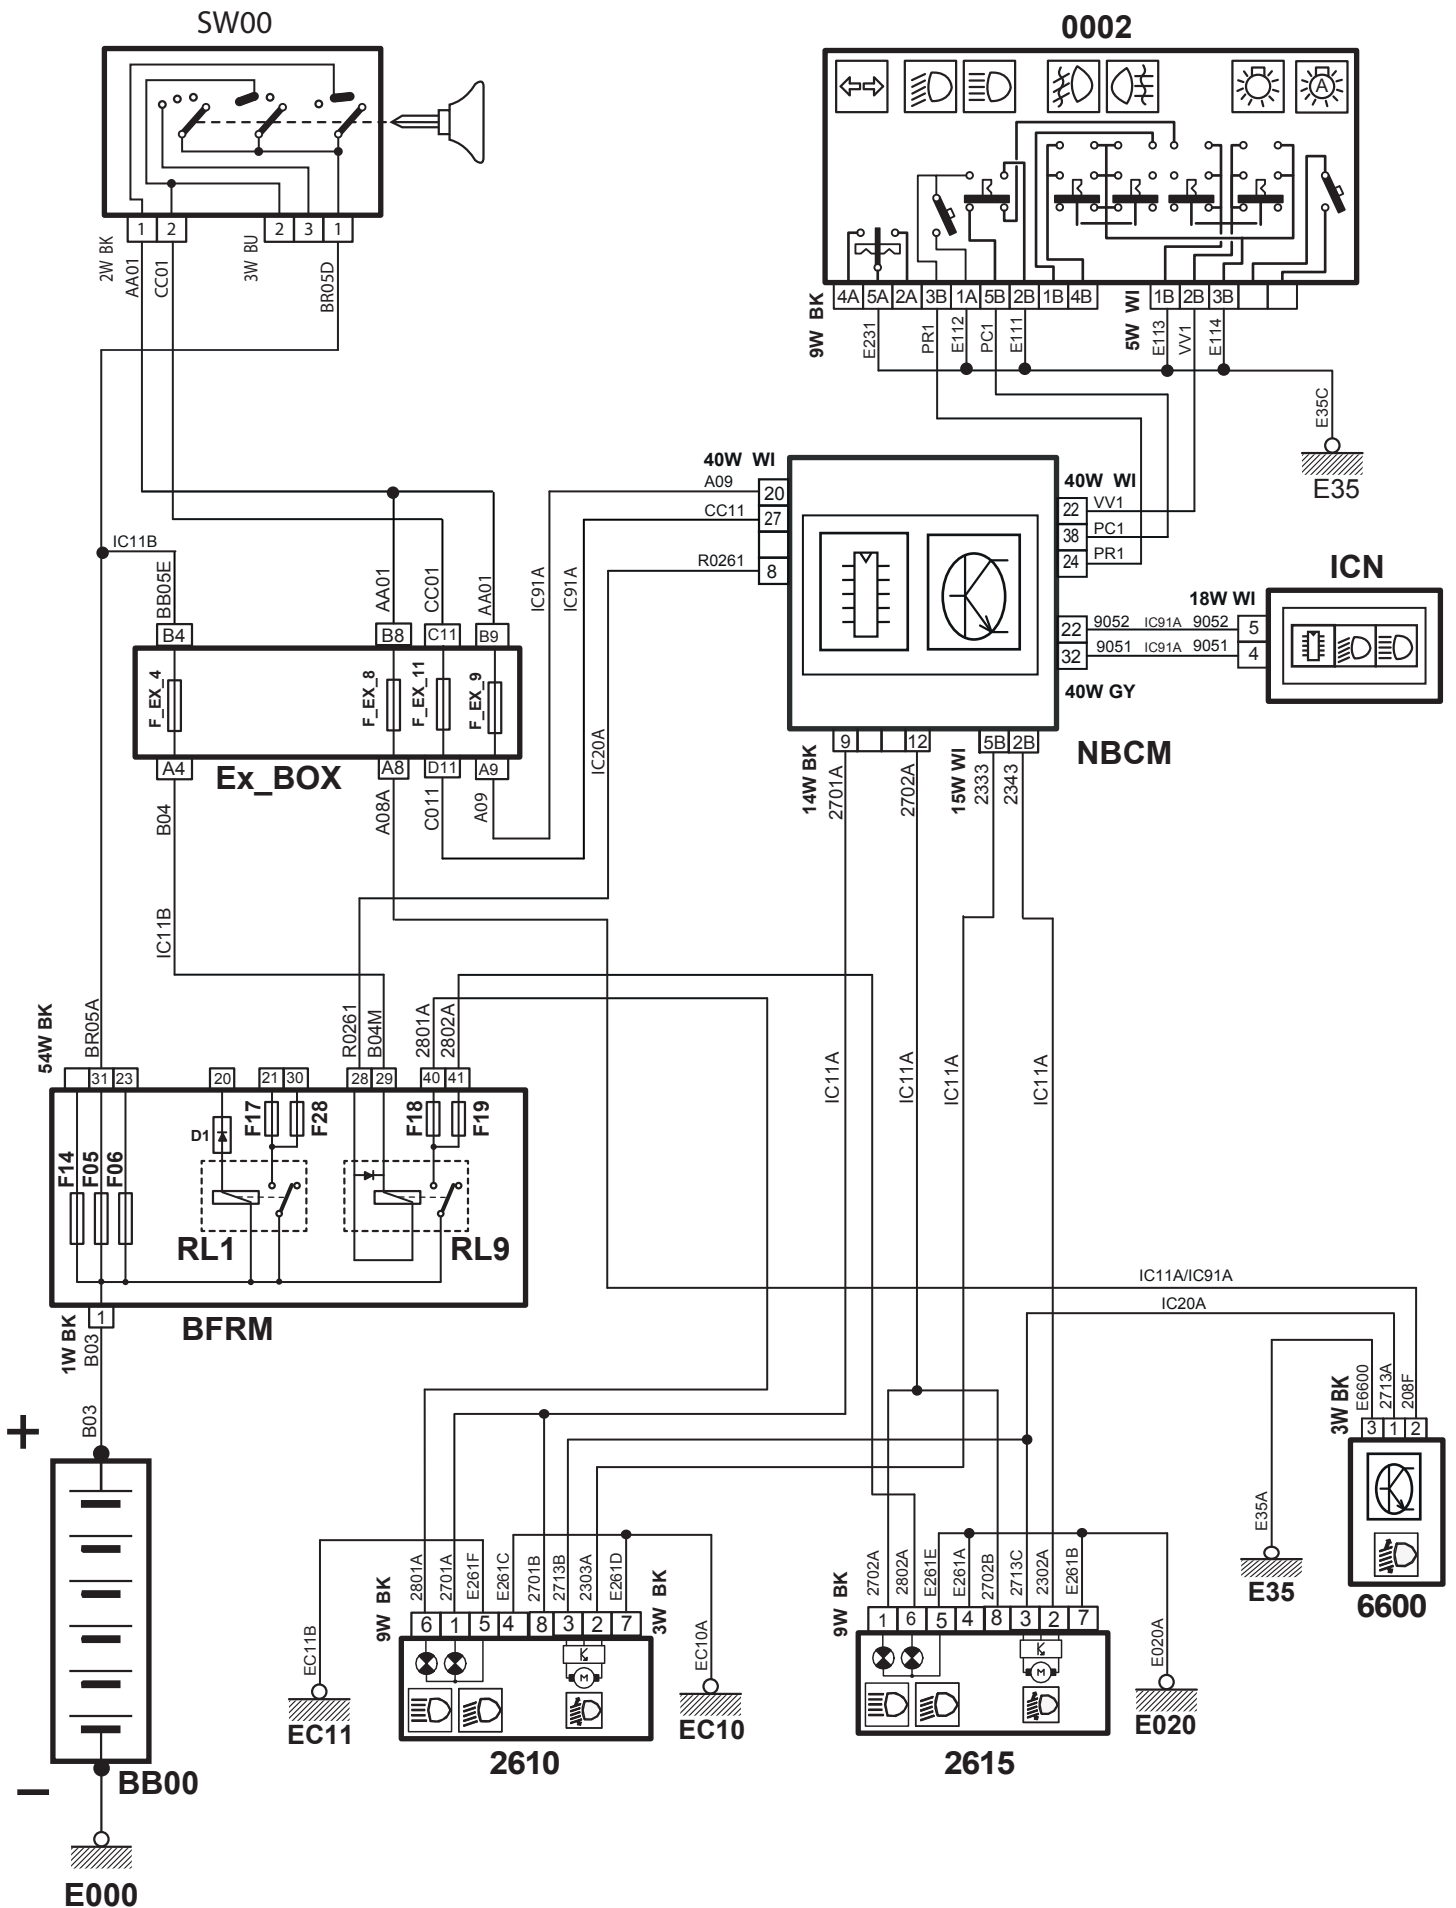 SW00
0002
A
1
2
2
3
1
2W BK
AA01
CC01
3W BU
BR05D
4A
5A
2A
3B
1A
5B
2B
1B
4B
1B
2B
3B
9W BK
E231
PR1
E112
PC1
E111
5W WI
E113
VV1
E114
E35C
E35
40W WI
A09
20
CC11
27
R0261
8
40W WI
22
VV1
38
PC1
24
PR1
ICN
18W WI
22
9052
IC91A
9052
5
32
9051
IC91A
9051
4
40W GY
NBCM
IC11B
BB05E
AA01
CC01
AA01
IC91A
IC91A
B4
B8
C11
B9
F_EX_4
F_EX_8
F_EX_11
F_EX_9
A4
A8
D11
A9
Ex_BOX
B04
A08A
C011
A09
IC20A
9
12
5B
2B
14W BK
2701A
2702A
15W WI
2333
2343
IC11B
54W BK
BR05A
R0261
B04M
2801A
2802A
IC11A
IC11A
IC11A
IC11A
31
23
20
21
30
28
29
40
41
F14
F05
F06
D1
F17
F28
F18
F19
RL1
RL9
1
BFRM
1W BK
B03
B03
IC11A/IC91A
IC20A
3W BK
E6600
2713A
208F
3
1
2
E35A
E35
6600
+
−
BB00
E000
9W BK
2801A
2701A
E261F
E261C
2701B
2713B
2303A
E261D
3W BK
6
1
5
4
8
3
2
7
K
M
EC11B
EC11
EC10A
EC10
2610
9W BK
2702A
2802A
E261E
E261A
2702B
2713C
2302A
E261B
1
6
5
4
8
3
2
7
K
M
E020A
E020
2615